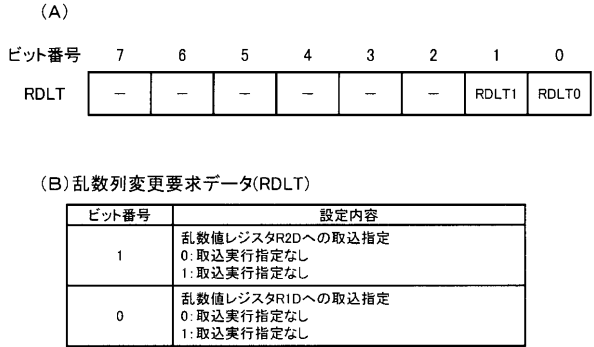 (A)
ビット番号 7 6 5 4 3 2 1 0
RDLT － － － － － － RDLT1 RDLT0
(B)乱数列変更要求データ(RDLT)
ビット番号 設定内容
乱数値レジスタR2Dへの取込指定
1 0:取込実行指定なし
1:取込実行指定なし
乱数値レジスタR1Dへの取込指定
0 0:取込実行指定なし
1:取込実行指定なし